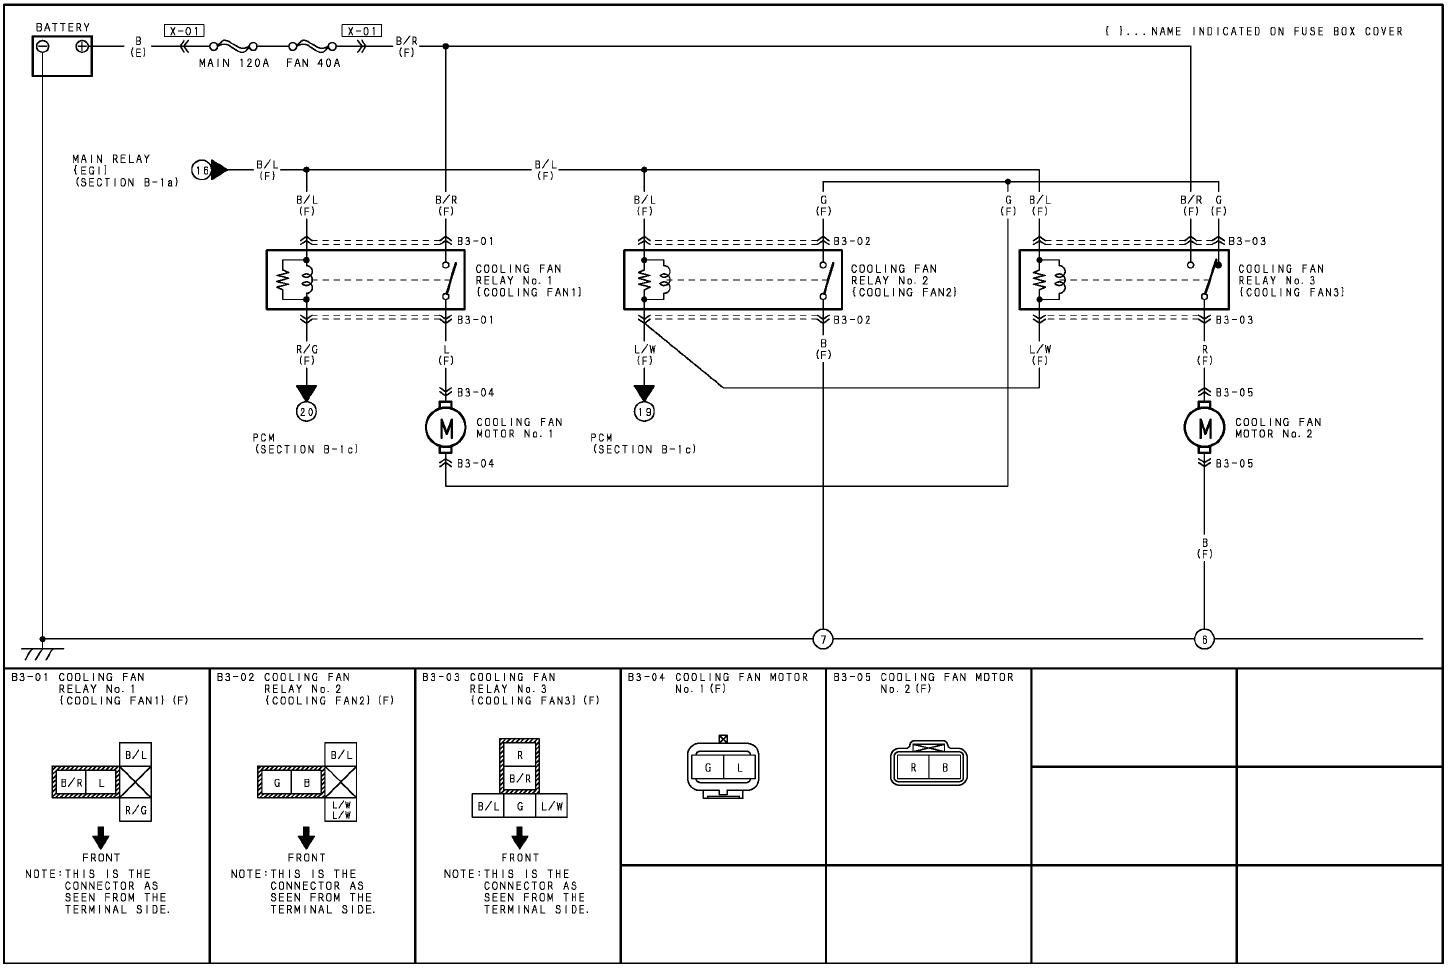 BATTERY
X-01
X-01
{ }...NAME INDICATED ON FUSE BOX COVER
B
(E)
B/R
(F)
MAIN 120A
FAN 40A
MAIN RELAY
{EGI}
(SECTION B-1a)
16
B/L
(F)
B/L
(F)
B/L
(F)
B/R
(F)
B/L
(F)
G
(F)
G
(F)
B/L
(F)
B/R
(F)
G
(F)
B3-01
B3-02
B3-03
COOLING FAN
RELAY No. 1
{COOLING FAN1}
COOLING FAN
RELAY No. 2
{COOLING FAN2}
COOLING FAN
RELAY No. 3
{COOLING FAN3}
B3-01
B3-02
B3-03
R/G
(F)
L
(F)
L/W
(F)
B
(F)
L/W
(F)
R
(F)
B3-04
B3-05
20
19
M
COOLING FAN
MOTOR No. 1
M
COOLING FAN
MOTOR No. 2
PCM
(SECTION B-1c)
PCM
(SECTION B-1c)
B3-04
B3-05
B
(F)
7
6
B3-01 COOLING FAN
RELAY No. 1
{COOLING FAN1} (F)
B/L
B/R L
R/G
FRONT
NOTE:THIS IS THE
CONNECTOR AS
SEEN FROM THE
TERMINAL SIDE.
B3-02 COOLING FAN
RELAY No. 2
{COOLING FAN2} (F)
B/L
G B
L/W
L/W
FRONT
NOTE:THIS IS THE
CONNECTOR AS
SEEN FROM THE
TERMINAL SIDE.
B3-03 COOLING FAN
RELAY No. 3
{COOLING FAN3} (F)
R
B/R
B/L G L/W
FRONT
NOTE:THIS IS THE
CONNECTOR AS
SEEN FROM THE
TERMINAL SIDE.
B3-04 COOLING FAN MOTOR
No. 1 (F)
G L
B3-05 COOLING FAN MOTOR
No. 2 (F)
R B